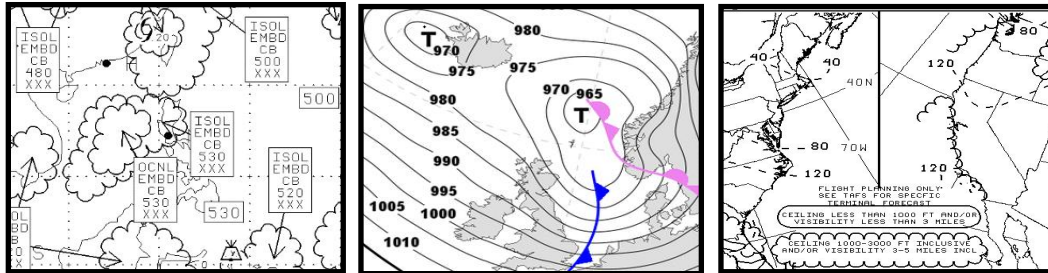 ISOL
EMBD
CB
480
XXX
20
ISOL
EMBD
CB
500
XXX
500
ISOL
EMBD
CB
530
XXX
OCNL
EMBD
CB
530
XXX
530
ISOL
EMBD
CB
520
XXX
T
970
975
980
975
980
985
990
995
1000
1005
1010
970
965
T
40
40
40N
80
70W
120
120
80
120
FLIGHT PLANNING ONLY
SEE TAFS FOR SPECFIC
TERMINAL FORECAST
CEILING LESS THAN 1000 FT AND/OR
VISIBILITY LESS THAN 3 MILES
CEILING 1000-3000 FT INCLUSIVE
AND/OR VISIBILITY 3-5 MILES INCL